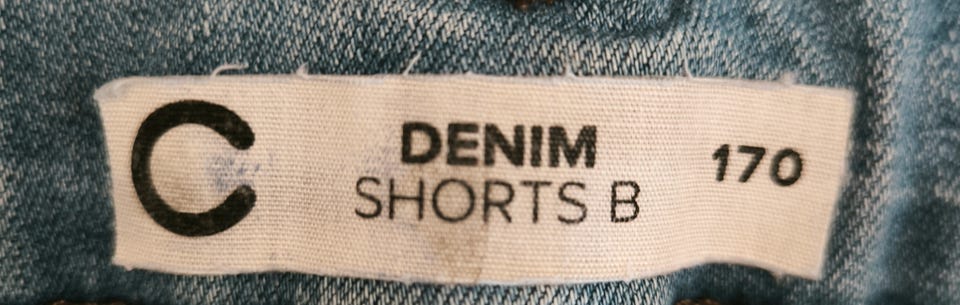 C
DENIM
SHORTS B
170